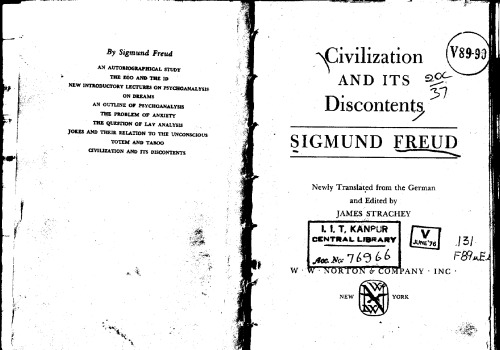 By Sigmund Freud
AN AUTOBIOGRAPHICAL STUDY
THE EGO AND THE ID
NEW INTRODUCTORY LECTURES ON PSYCHOANALYSIS
ON DREAMS
AN OUTLINE OF PSYCHOANALYSIS
THE PROBLEM OF ANXIETY
THE QUESTION OF LAY ANALYSIS
JOKES AND THEIR RELATION TO THE UNCONSCIOUS
TOTEM AND TABOO
CIVILIZATION AND ITS DISCONTENTS
V89-90
Civilization
AND ITS
Discontents
37
SIGMUND FREUD
Newly Translated from the German
and Edited by
JAMES STRACHEY
I. I. T. KANPUR
CENTRAL LIBRARY
Acc. No. 76966
V
JUNE '76
131
W · W · NORTON & COMPANY · INC ·
NEW YORK